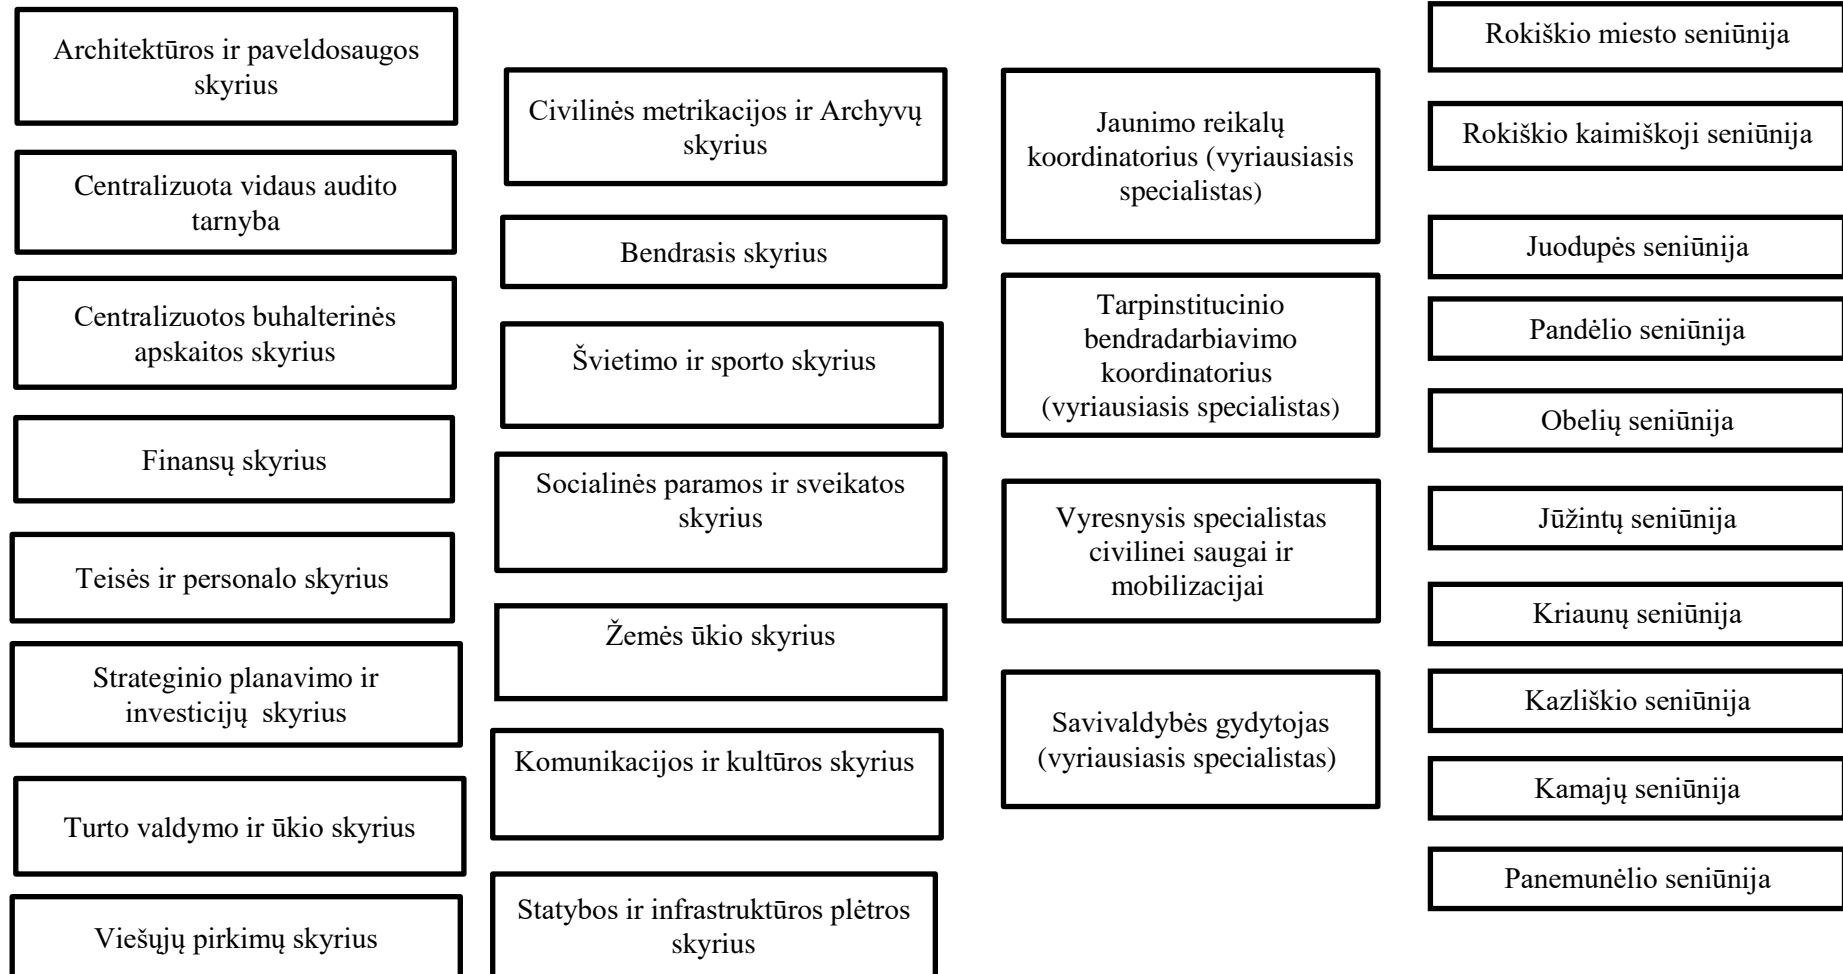 Architektūros ir paveldosaugos
skyrius
Centralizuota vidaus audito
tarnyba
Centralizuotos buhalterinės
apskaitos skyrius
Finansų skyrius
Teisės ir personalo skyrius
Strateginio planavimo ir
investicijų  skyrius
Turto valdymo ir ūkio skyrius
Viešųjų pirkimų skyrius
Civilinės metrikacijos ir Archyvų
skyrius
Bendrasis skyrius
Švietimo ir sporto skyrius
Socialinės paramos ir sveikatos
skyrius
Žemės ūkio skyrius
Komunikacijos ir kultūros skyrius
Statybos ir infrastruktūros plėtros
skyrius
Jaunimo reikalų
koordinatorius (vyriausiasis
specialistas)
Tarpinstitucinio
bendradarbiavimo
koordinatorius
(vyriausiasis specialistas)
Vyresnysis specialistas
civilinei saugai ir
mobilizacijai
Savivaldybės gydytojas
(vyriausiasis specialistas)
Rokiškio miesto seniūnija
Rokiškio kaimiškoji seniūnija
Juodupės seniūnija
Pandėlio seniūnija
Obelių seniūnija
Jūžintų seniūnija
Kriaunų seniūnija
Kazliškio seniūnija
Kamajų seniūnija
Panemunėlio seniūnija